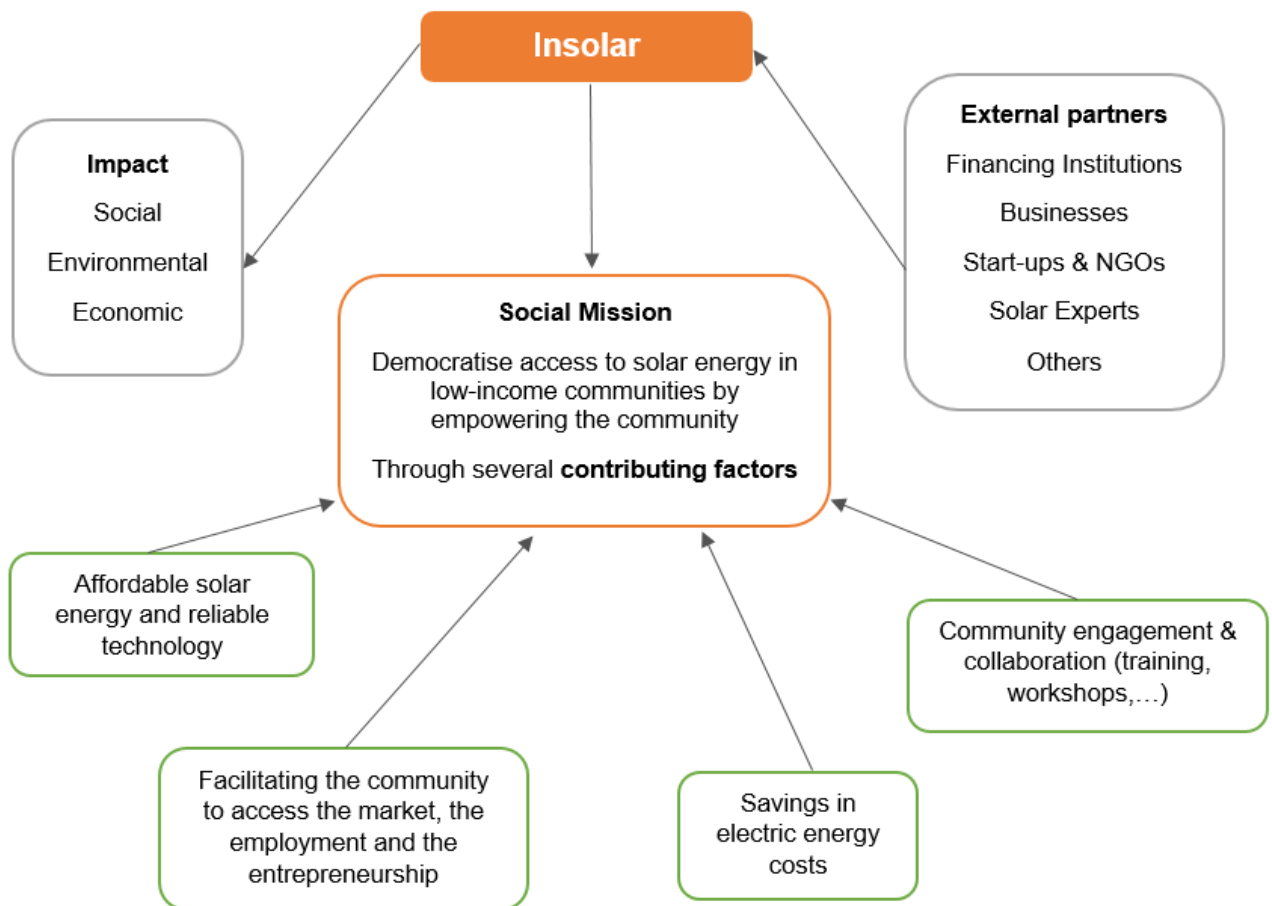 Insolar
Impact
Social
Environmental
Economic
External partners
Financing Institutions
Businesses
Start-ups & NGOs
Solar Experts
Others
Social Mission
Democratise access to solar energy in
low-income communities by
empowering the community
Through several contributing factors
Affordable solar
energy and reliable
technology
Facilitating the community
to access the market, the
employment and the
entrepreneurship
Savings in
electric energy
costs
Community engagement &
collaboration (training,
workshops,…)